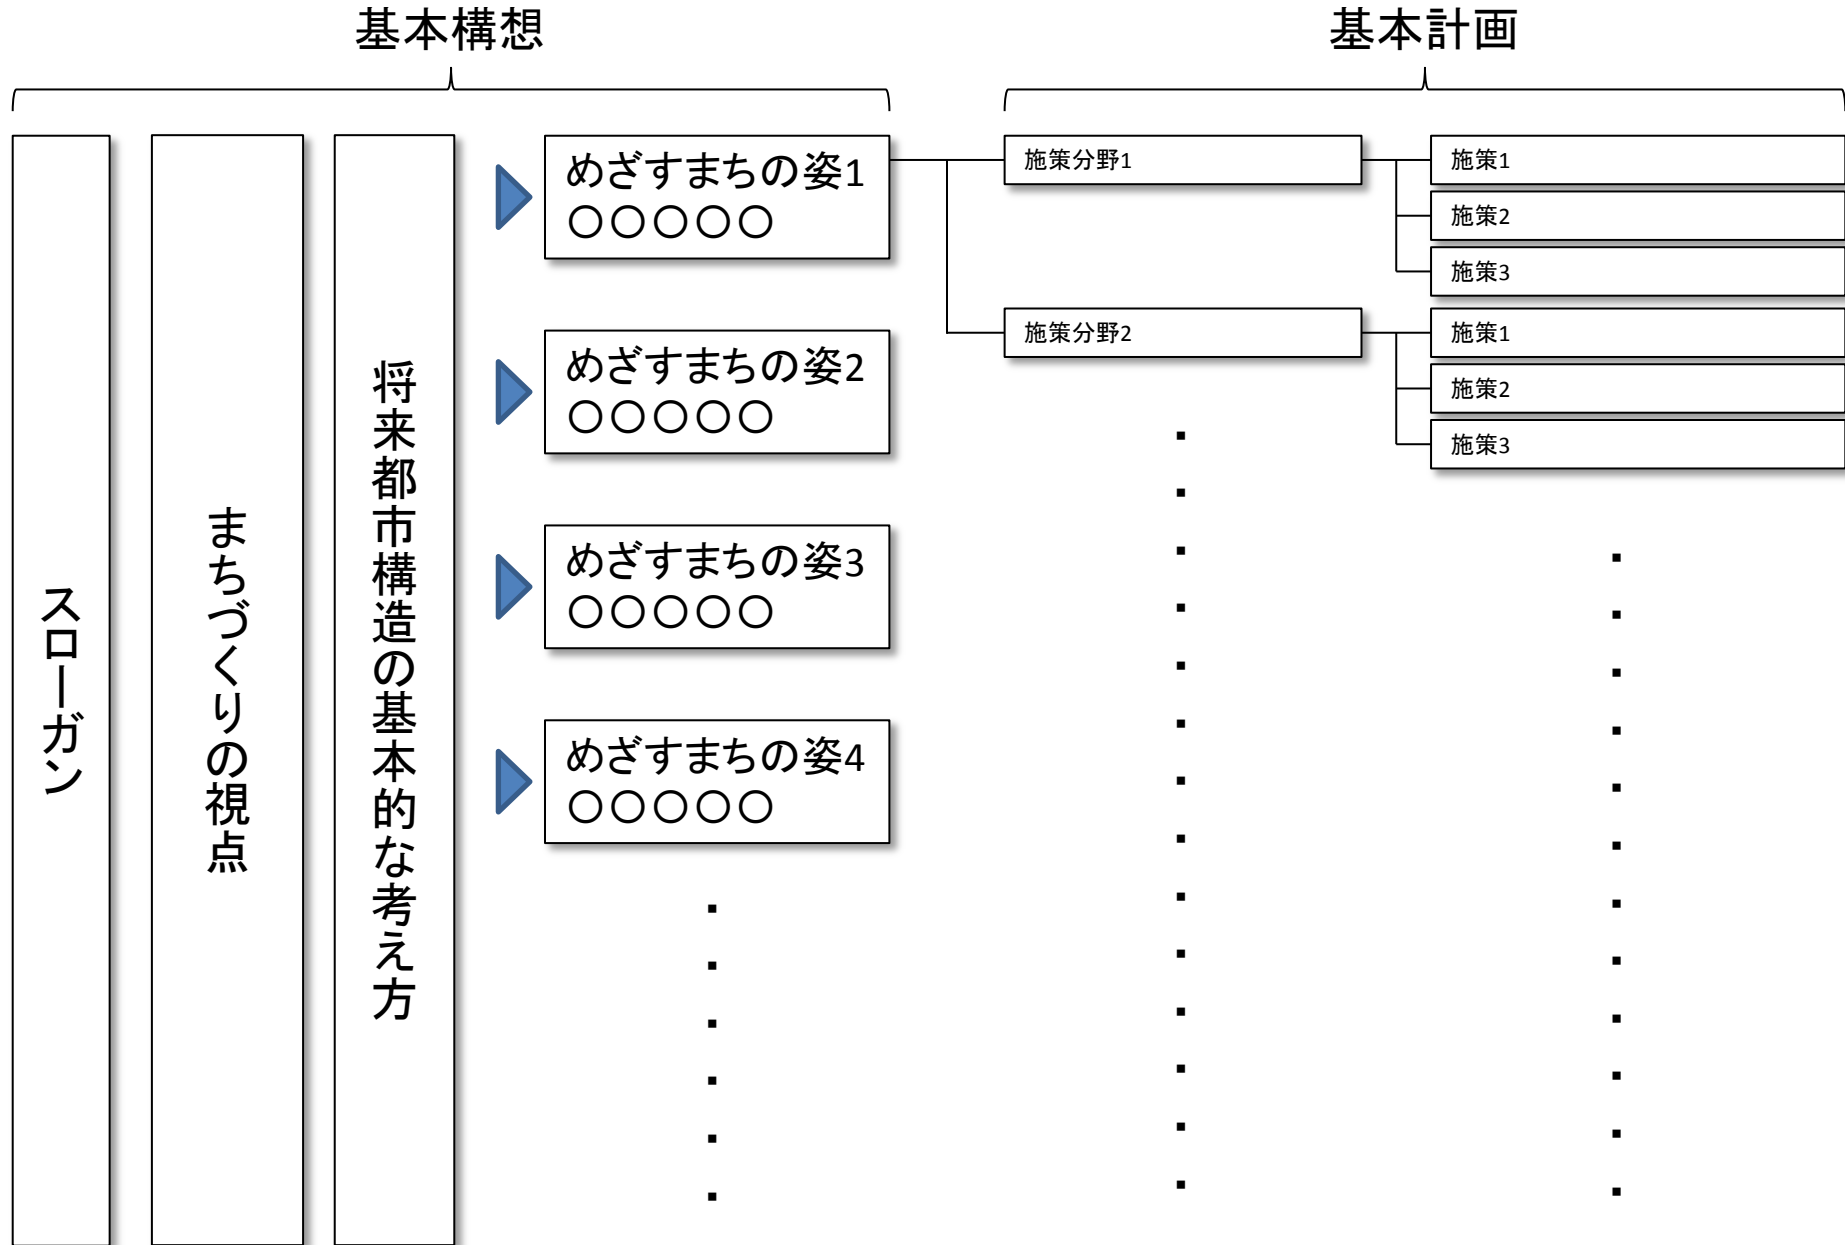 基本構想
基本計画
スローガン
まちづくりの視点
将来都市構造の基本的な考え方
めざすまちの姿1
〇〇〇〇〇
めざすまちの姿2
〇〇〇〇〇
めざすまちの姿3
〇〇〇〇〇
めざすまちの姿4
〇〇〇〇〇
施策分野1
施策1
施策2
施策3
施策分野2
施策1
施策2
施策3